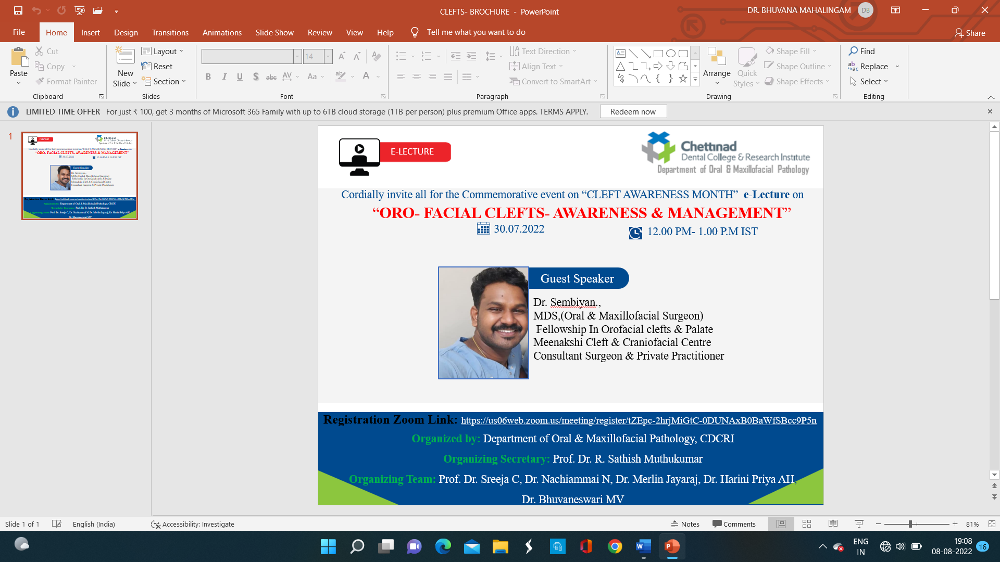 CLEFTS- BROCHURE - PowerPoint
DR. BHUVANA MAHALINGAM DB
File Home Insert Design Transitions Animations Slide Show Review View Help Tell me what you want to do Share
Paste
Cut
Copy
Format Painter
Clipboard
New Slide
Layout
Reset
Section
Slides
14
B I U S abc AV Aa A
Font
Text Direction
Align Text
Convert to SmartArt
Paragraph
Arrange
Quick Styles
Shape Fill
Shape Outline
Shape Effects
Drawing
Find
Replace
Select
Editing
LIMITED TIME OFFER For just ₹ 100, get 3 months of Microsoft 365 Family with up to 6TB cloud storage (1TB per person) plus premium Office apps. TERMS APPLY. Redeem now
1
E-LECTURE
Chettinad
Dental College & Research Institute
Department of Oral & Maxillofacial Pathology
Cordially invite all for the Commemorative event on “CLEFT AWARENESS MONTH” e-Lecture on
“ORO- FACIAL CLEFTS- AWARENESS & MANAGEMENT”
30.07.2022 12.00 PM- 1.00 P.M IST
Guest Speaker
Dr. Sembiyan.,
MDS,(Oral & Maxillofacial Surgeon)
Fellowship In Orofacial clefts & Palate
Meenakshi Cleft & Craniofacial Centre
Consultant Surgeon & Private Practitioner
Registration Zoom Link: https://us06web.zoom.us/meeting/register/tZEpc-2hrjMiGtC-0DUNAxB0BaWfSBcc9P5n
Organized by: Department of Oral & Maxillofacial Pathology, CDCRI
Organizing Secretary: Prof. Dr. R. Sathish Muthukumar
Organizing Team: Prof. Dr. Sreeja C, Dr. Nachiammai N, Dr. Merlin Jayaraj, Dr. Harini Priya AH,
Dr. Bhuvaneswari MV
Slide 1 of 1 English (India) Accessibility: Investigate Notes Comments 81%
ENG
IN
19:08
08-08-2022
16